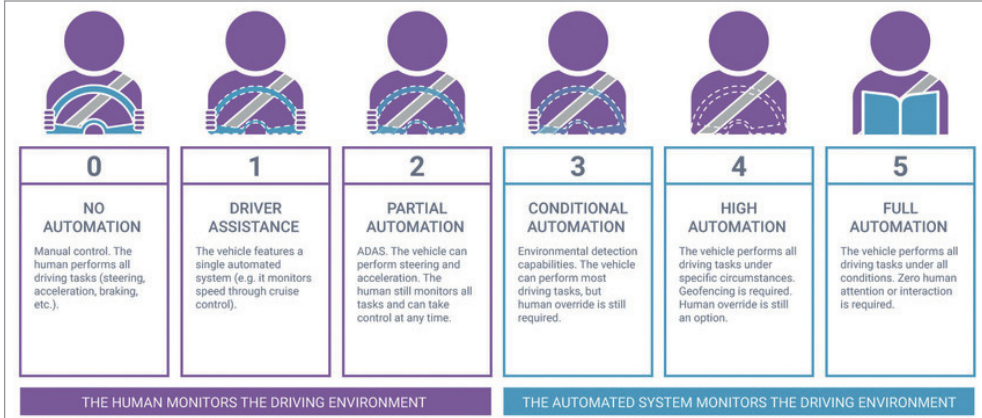 0
NO
AUTOMATION
Manual control. The
human performs all
driving tasks (steering,
acceleration, braking,
etc.).
1
DRIVER
ASSISTANCE
The vehicle features a
single automated
system (e.g. it monitors
speed through cruise
control).
2
PARTIAL
AUTOMATION
ADAS. The vehicle can
perform steering and
acceleration. The
human still monitors all
tasks and can take
control at any time.
3
CONDITIONAL
AUTOMATION
Environmental detection
capabilities. The vehicle
can perform most
driving tasks, but
human override is still
required.
4
HIGH
AUTOMATION
The vehicle performs all
driving tasks under
specific circumstances.
Geofencing is required.
Human override is still
an option.
5
FULL
AUTOMATION
The vehicle performs all
driving tasks under all
conditions. Zero human
attention or interaction
is required.
THE HUMAN MONITORS THE DRIVING ENVIRONMENT
THE AUTOMATED SYSTEM MONITORS THE DRIVING ENVIRONMENT